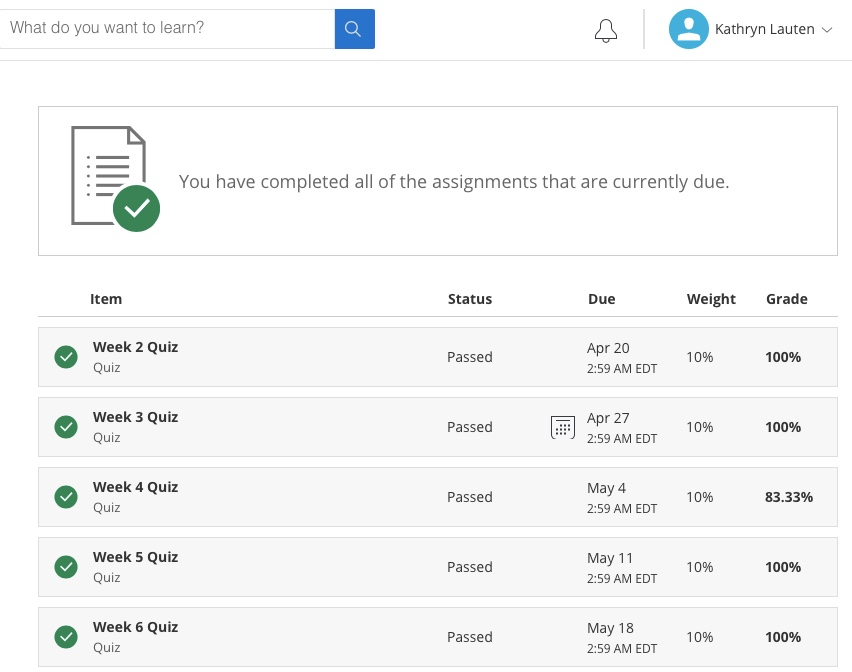 What do you want to learn?
Kathryn Lauten
You have completed all of the assignments that are currently due.
Item Status Due Weight Grade
Week 2 Quiz
Quiz
Passed
Apr 20
2:59 AM EDT
10%
100%
Week 3 Quiz
Quiz
Passed
Apr 27
2:59 AM EDT
10%
100%
Week 4 Quiz
Quiz
Passed
May 4
2:59 AM EDT
10%
83.33%
Week 5 Quiz
Quiz
Passed
May 11
2:59 AM EDT
10%
100%
Week 6 Quiz
Quiz
Passed
May 18
2:59 AM EDT
10%
100%